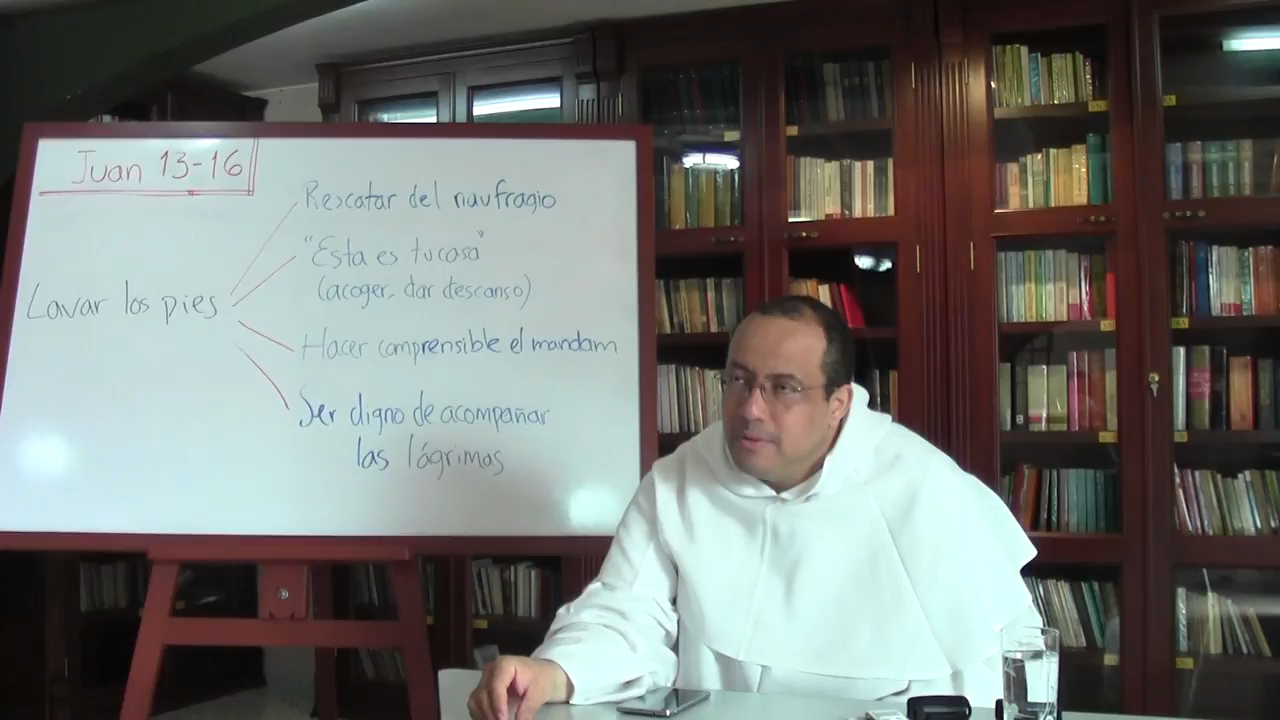 Juan 13-16
Lavar los pies
Rescatar del naufragio
"Esta es tu casa"
(acoger, dar descanso)
Hacer comprensible el mandam
Ser digno de acompañar
las lágrimas